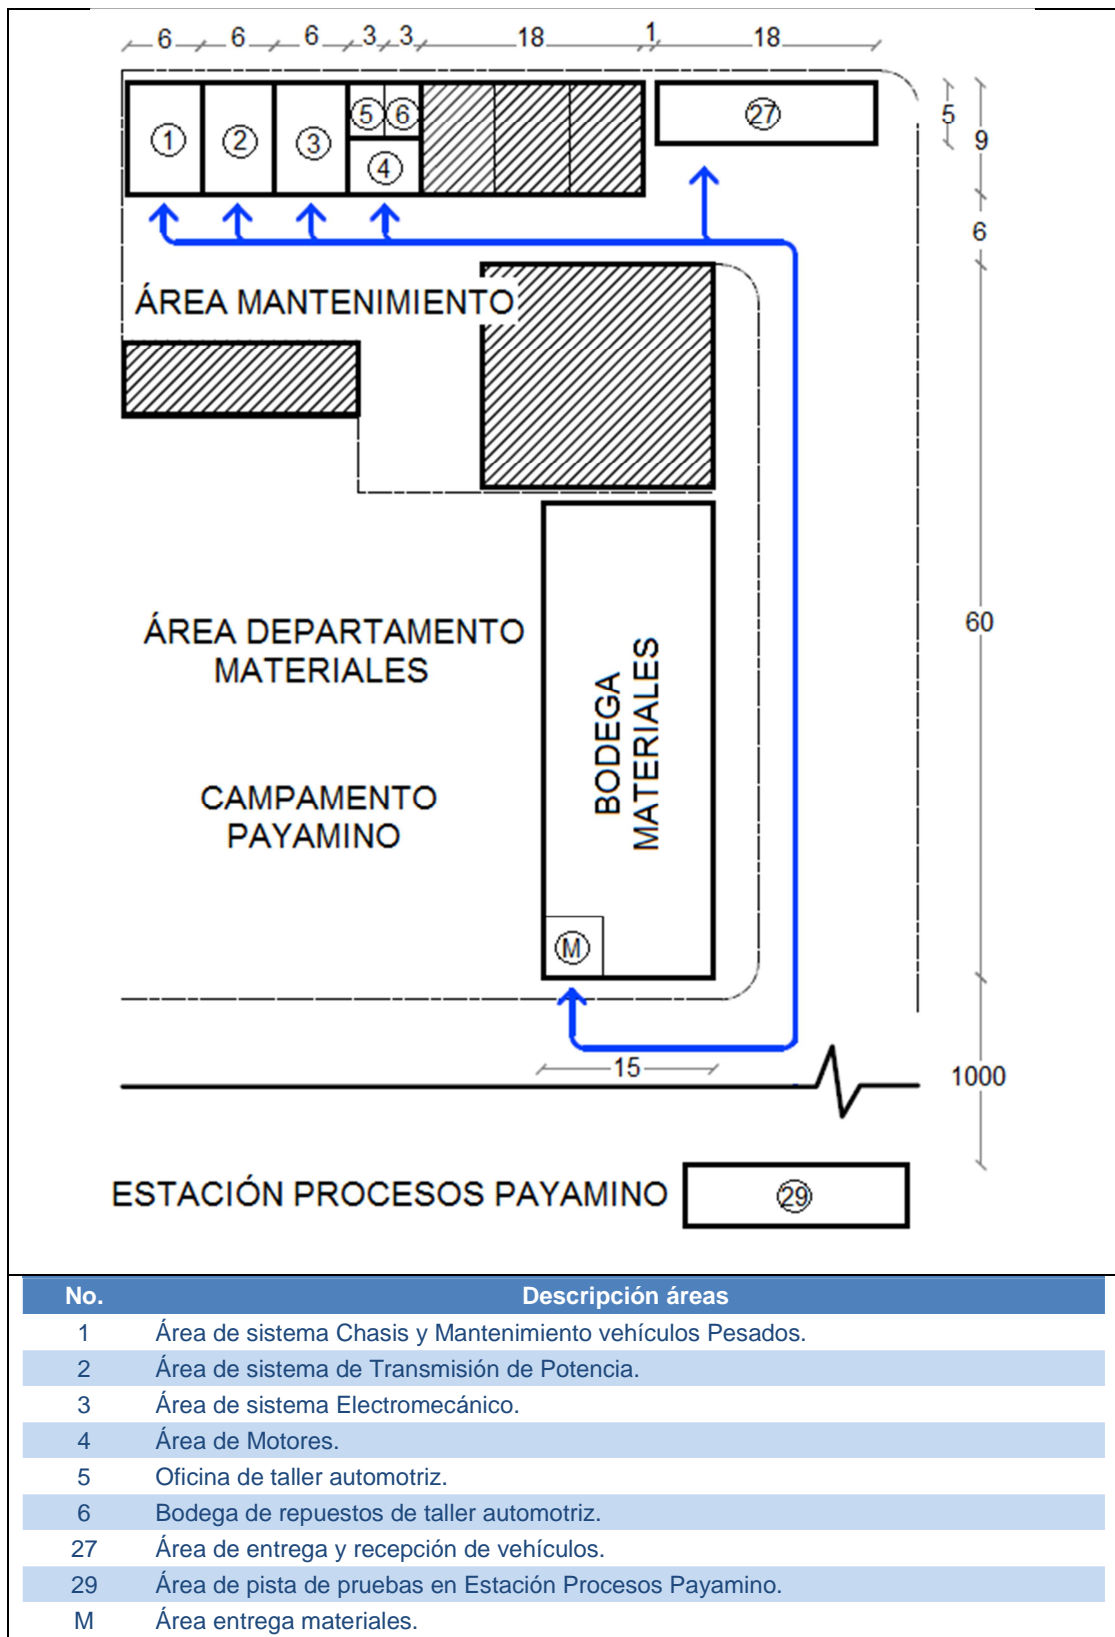 6 6 6 3 3 18 1 18
5 9
1 2 3 5 6 27
4
6
ÁREA MANTENIMIENTO
60
ÁREA DEPARTAMENTO
MATERIALES
BODEGA
MATERIALES
CAMPAMENTO
PAYAMINO
M
15
1000
ESTACIÓN PROCESOS PAYAMINO 29
No. Descripción áreas
1 Área de sistema Chasis y Mantenimiento vehículos Pesados.
2 Área de sistema de Transmisión de Potencia.
3 Área de sistema Electromecánico.
4 Área de Motores.
5 Oficina de taller automotriz.
6 Bodega de repuestos de taller automotriz.
27 Área de entrega y recepción de vehículos.
29 Área de pista de pruebas en Estación Procesos Payamino.
M Área entrega materiales.